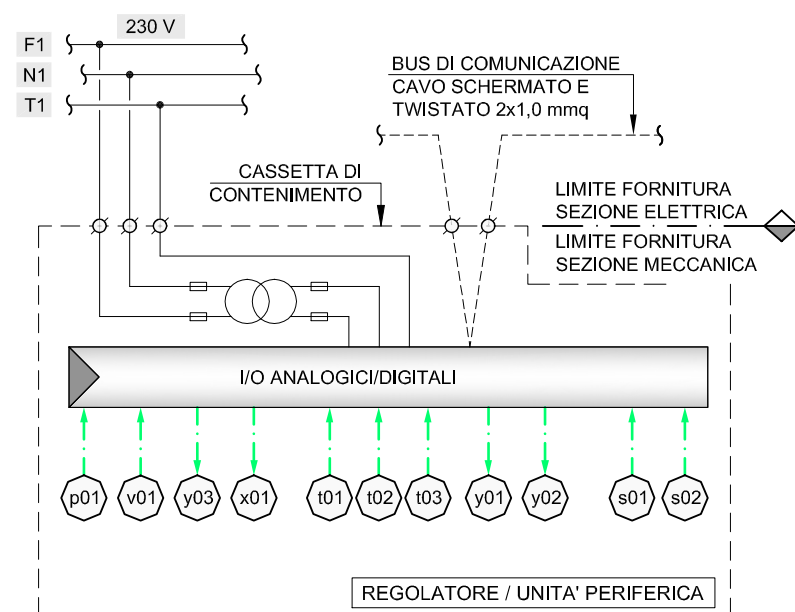 230 V
F1
N1
T1
BUS DI COMUNICAZIONE
CAVO SCHERMATO E
TWISTATO 2x1,0 mmq
CASSETTA DI
CONTENIMENTO
LIMITE FORNITURA
SEZIONE ELETTRICA
LIMITE FORNITURA
SEZIONE MECCANICA
I/O ANALOGICI/DIGITALI
p01 v01 y03 x01 t01 t02 t03 y01 y02 s01 s02
REGOLATORE / UNITA' PERIFERICA